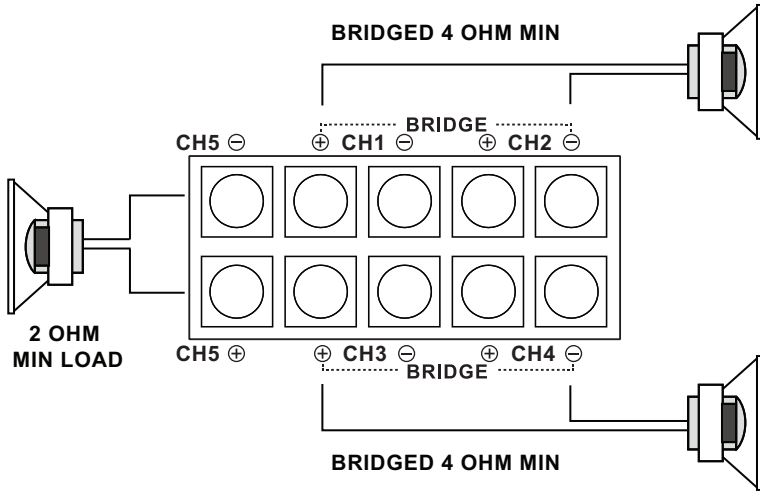 BRIDGED 4 OHM MIN
BRIDGE
CH5 ⊖ ⊕ CH1 ⊖ ⊕ CH2 ⊖
2 OHM
MIN LOAD
CH5 ⊕ ⊕ CH3 ⊖ ⊕ CH4 ⊖
BRIDGE
BRIDGED 4 OHM MIN